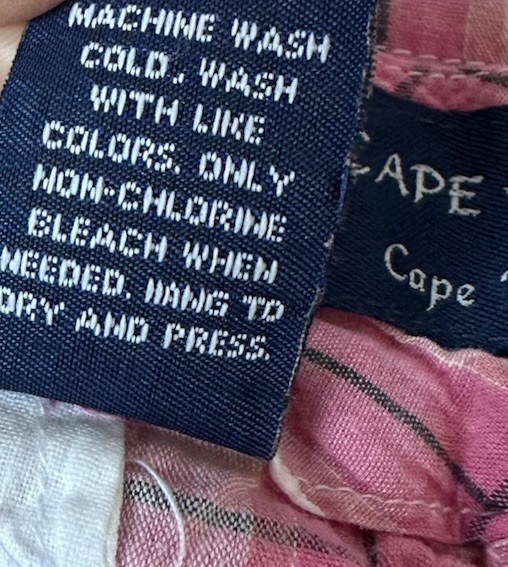 MACHINE WASH
COLD. WASH
WITH LIKE
COLORS. ONLY
NON-CHLORINE
BLEACH WHEN
NEEDED. HANG TO
DRY AND PRESS.
CAPE
Cape